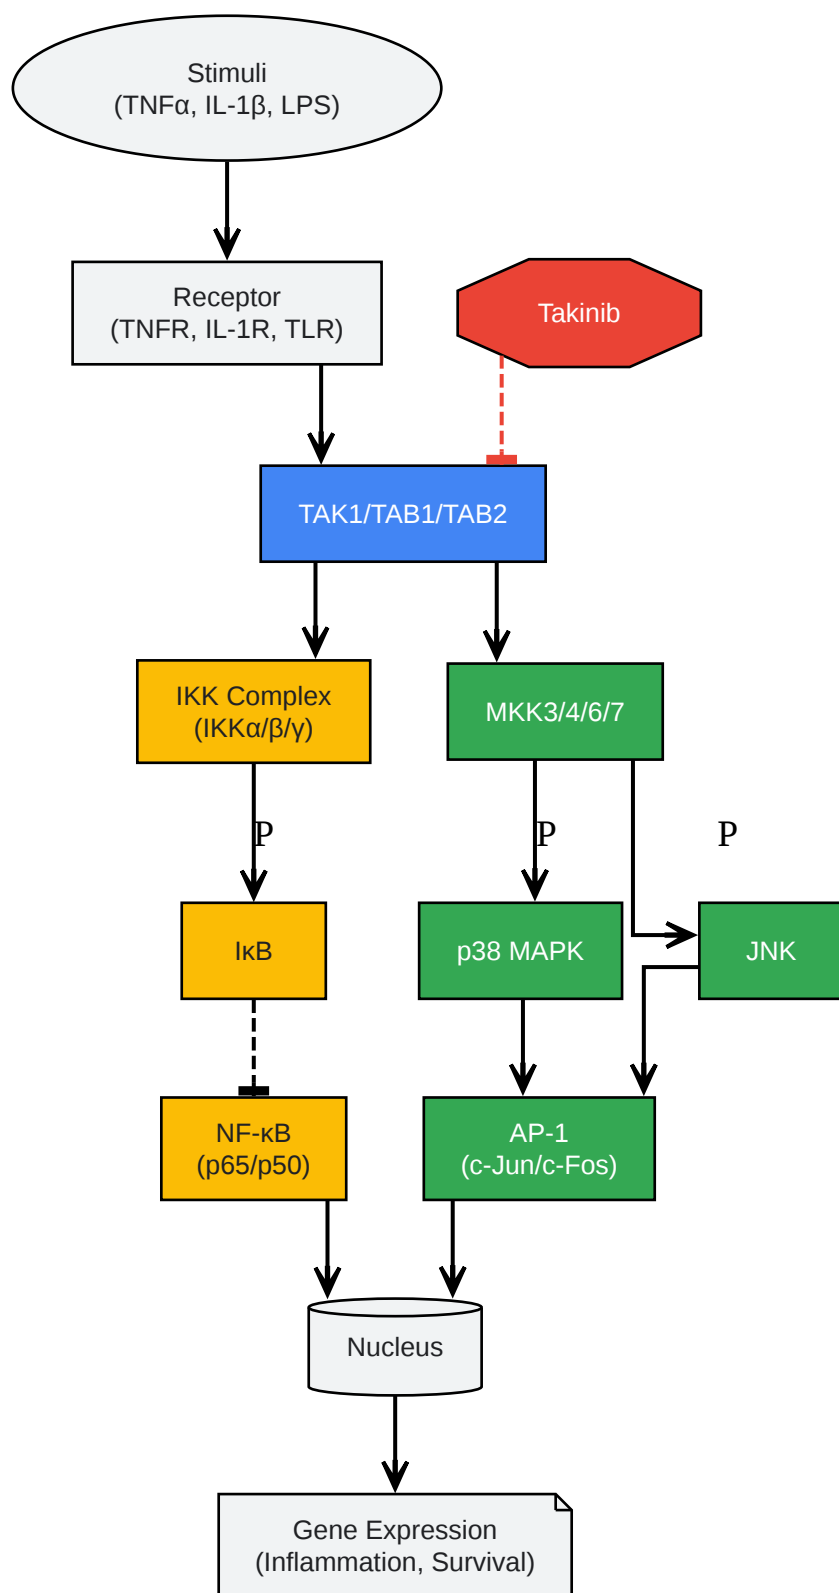 Stimuli
(TNFα, IL-1β, LPS)
Receptor
(TNFR, IL-1R, TLR)
Takinib
TAK1/TAB1/TAB2
IKK Complex
(IKKα/β/γ)
MKK3/4/6/7
P
P
P
IκB
p38 MAPK
JNK
NF-κB
(p65/p50)
AP-1
(c-Jun/c-Fos)
Nucleus
Gene Expression
(Inflammation, Survival)